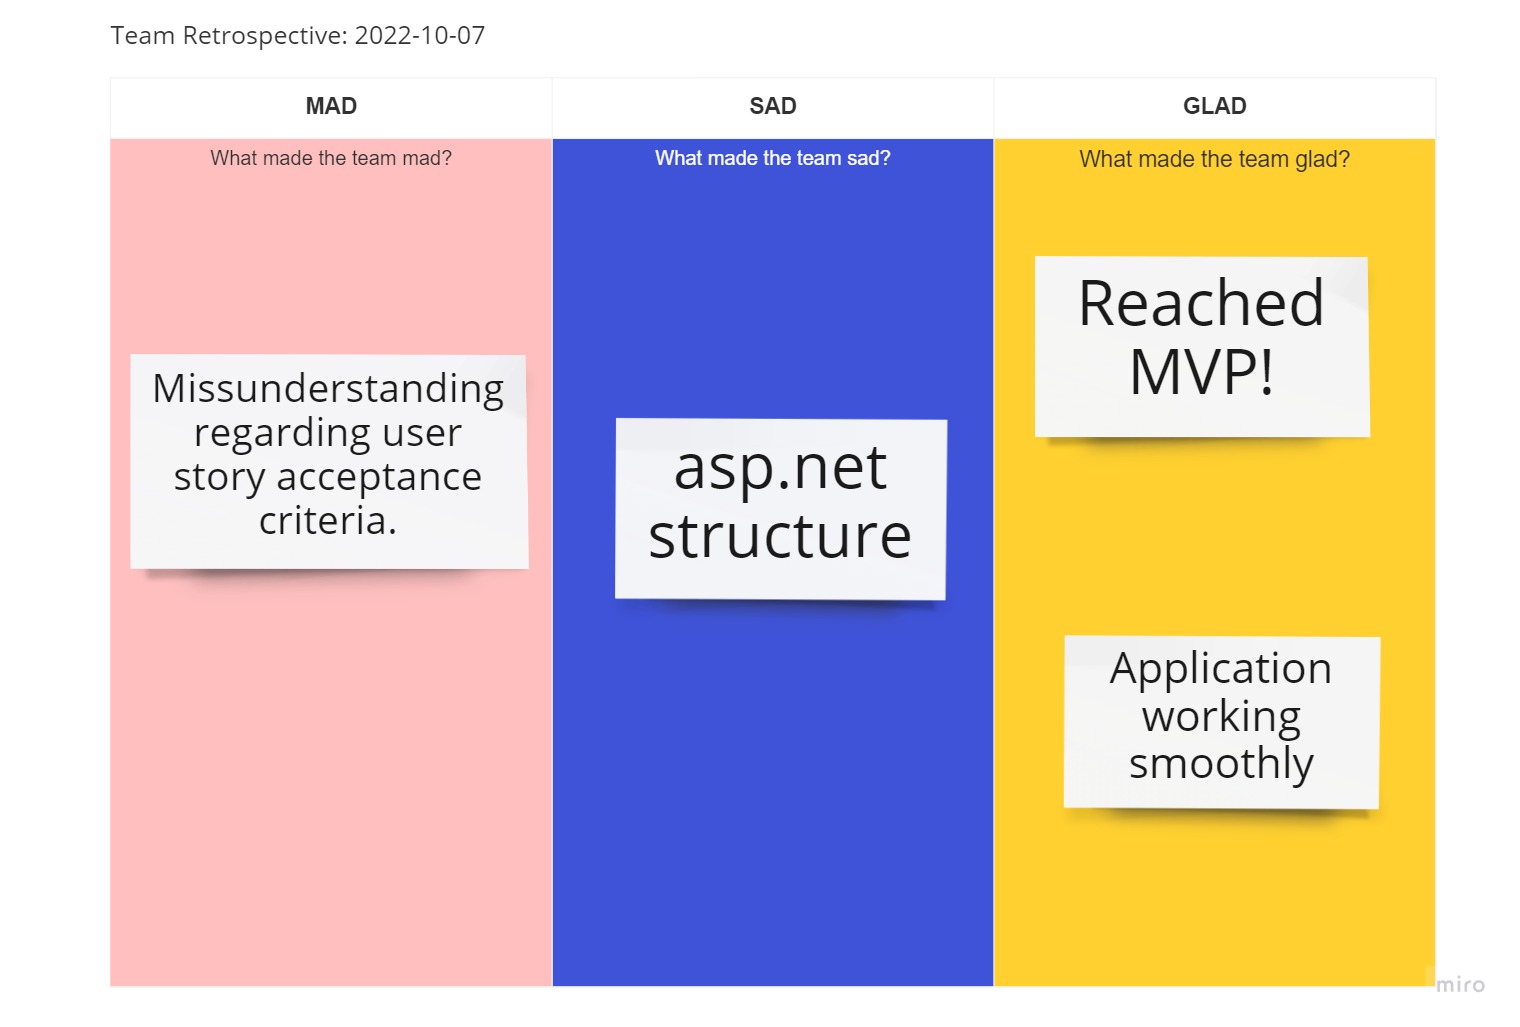 Team Retrospective: 2022-10-07
MAD
SAD
GLAD
What made the team mad?
What made the team sad?
What made the team glad?
Missunderstanding
regarding user
story acceptance
criteria.
asp.net
structure
Reached
MVP!
Application
working
smoothly
miro